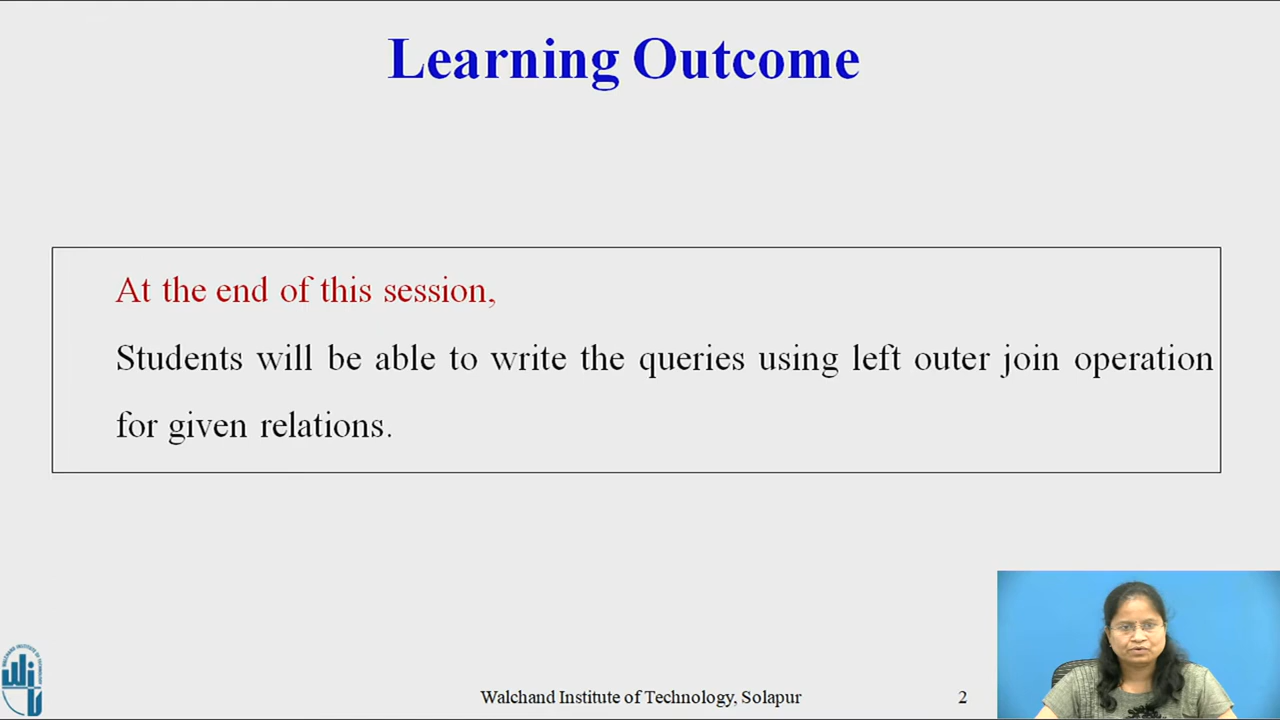 Learning Outcome
At the end of this session,
Students will be able to write the queries using left outer join operation
for given relations.
Walchand Institute of Technology, Solapur
2